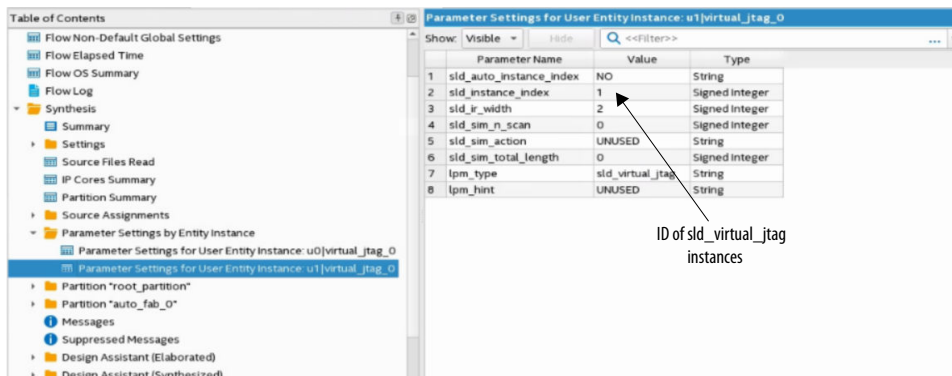 Table of Contents
Flow Non-Default Global Settings
Flow Elapsed Time
Flow OS Summary
Flow Log
Synthesis
Summary
Settings
Source Files Read
IP Cores Summary
Partition Summary
Source Assignments
Parameter Settings by Entity Instance
Parameter Settings for User Entity Instance: u0|virtual_jtag_0
Parameter Settings for User Entity Instance: u1|virtual_jtag_0
Partition "root_partition"
Partition "auto_fab_0"
Messages
Suppressed Messages
Design Assistant (Elaborated)
Design Assistant (Synthesized)
Parameter Settings for User Entity Instance: u1|virtual_jtag_0
Show: Visible Hide <<Filter>> ...
Parameter Name Value Type
1 sld_auto_instance_index NO String
2 sld_instance_index 1 Signed Integer
3 sld_ir_width 2 Signed Integer
4 sld_sim_n_scan 0 Signed Integer
5 sld_sim_action UNUSED String
6 sld_sim_total_length 0 Signed Integer
7 lpm_type sld_virtual_jtag String
8 lpm_hint UNUSED String
ID of sld_virtual_jtag
instances